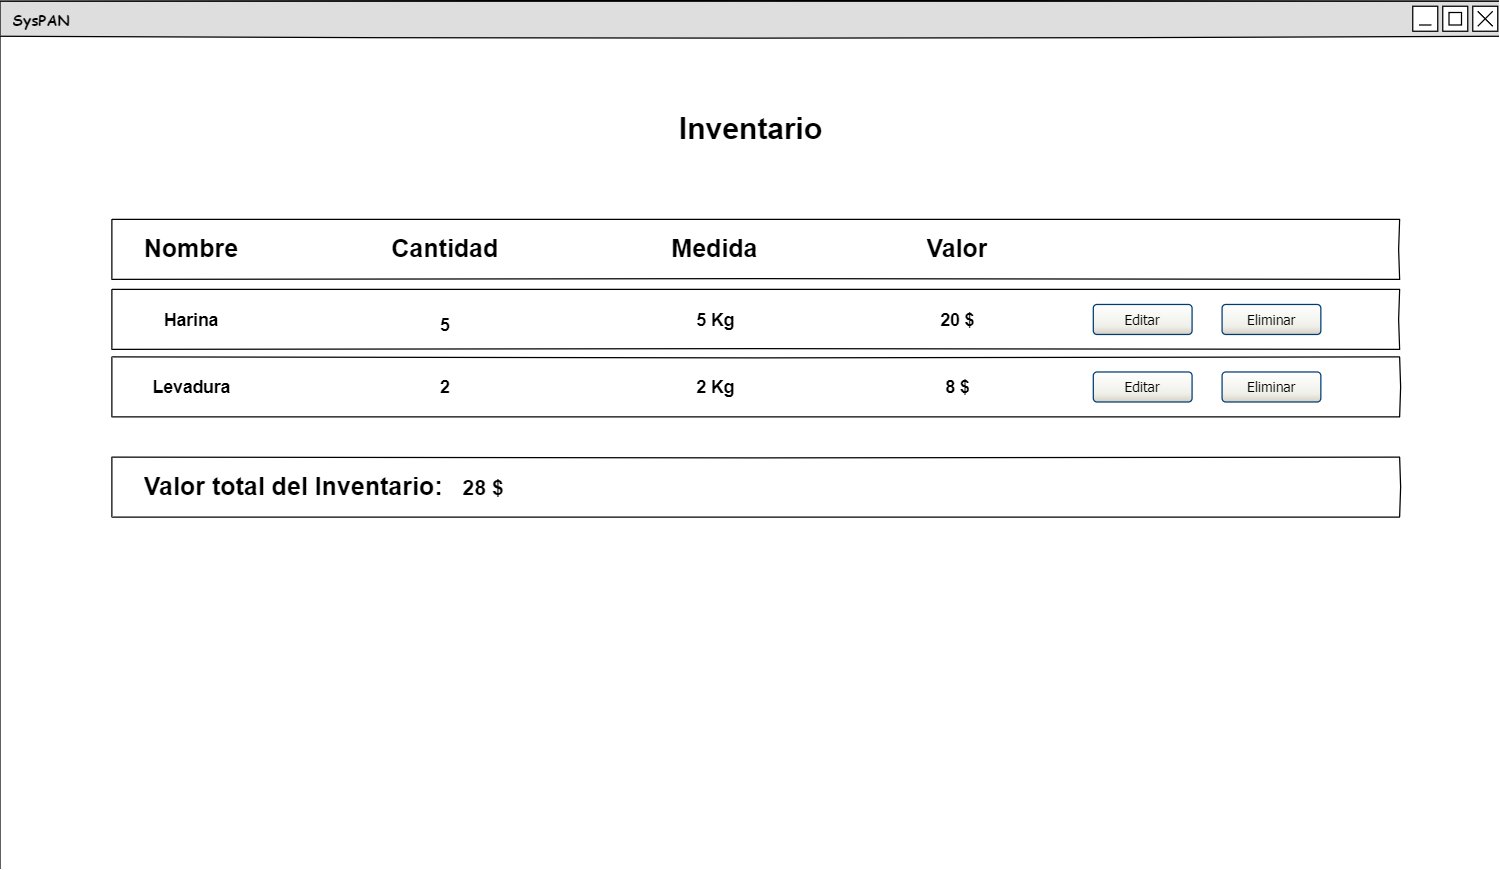 SysPAN
Inventario
Nombre Cantidad Medida Valor
Harina 5 5 Kg 20 $ Editar Eliminar
Levadura 2 2 Kg 8 $ Editar Eliminar
Valor total del Inventario: 28 $